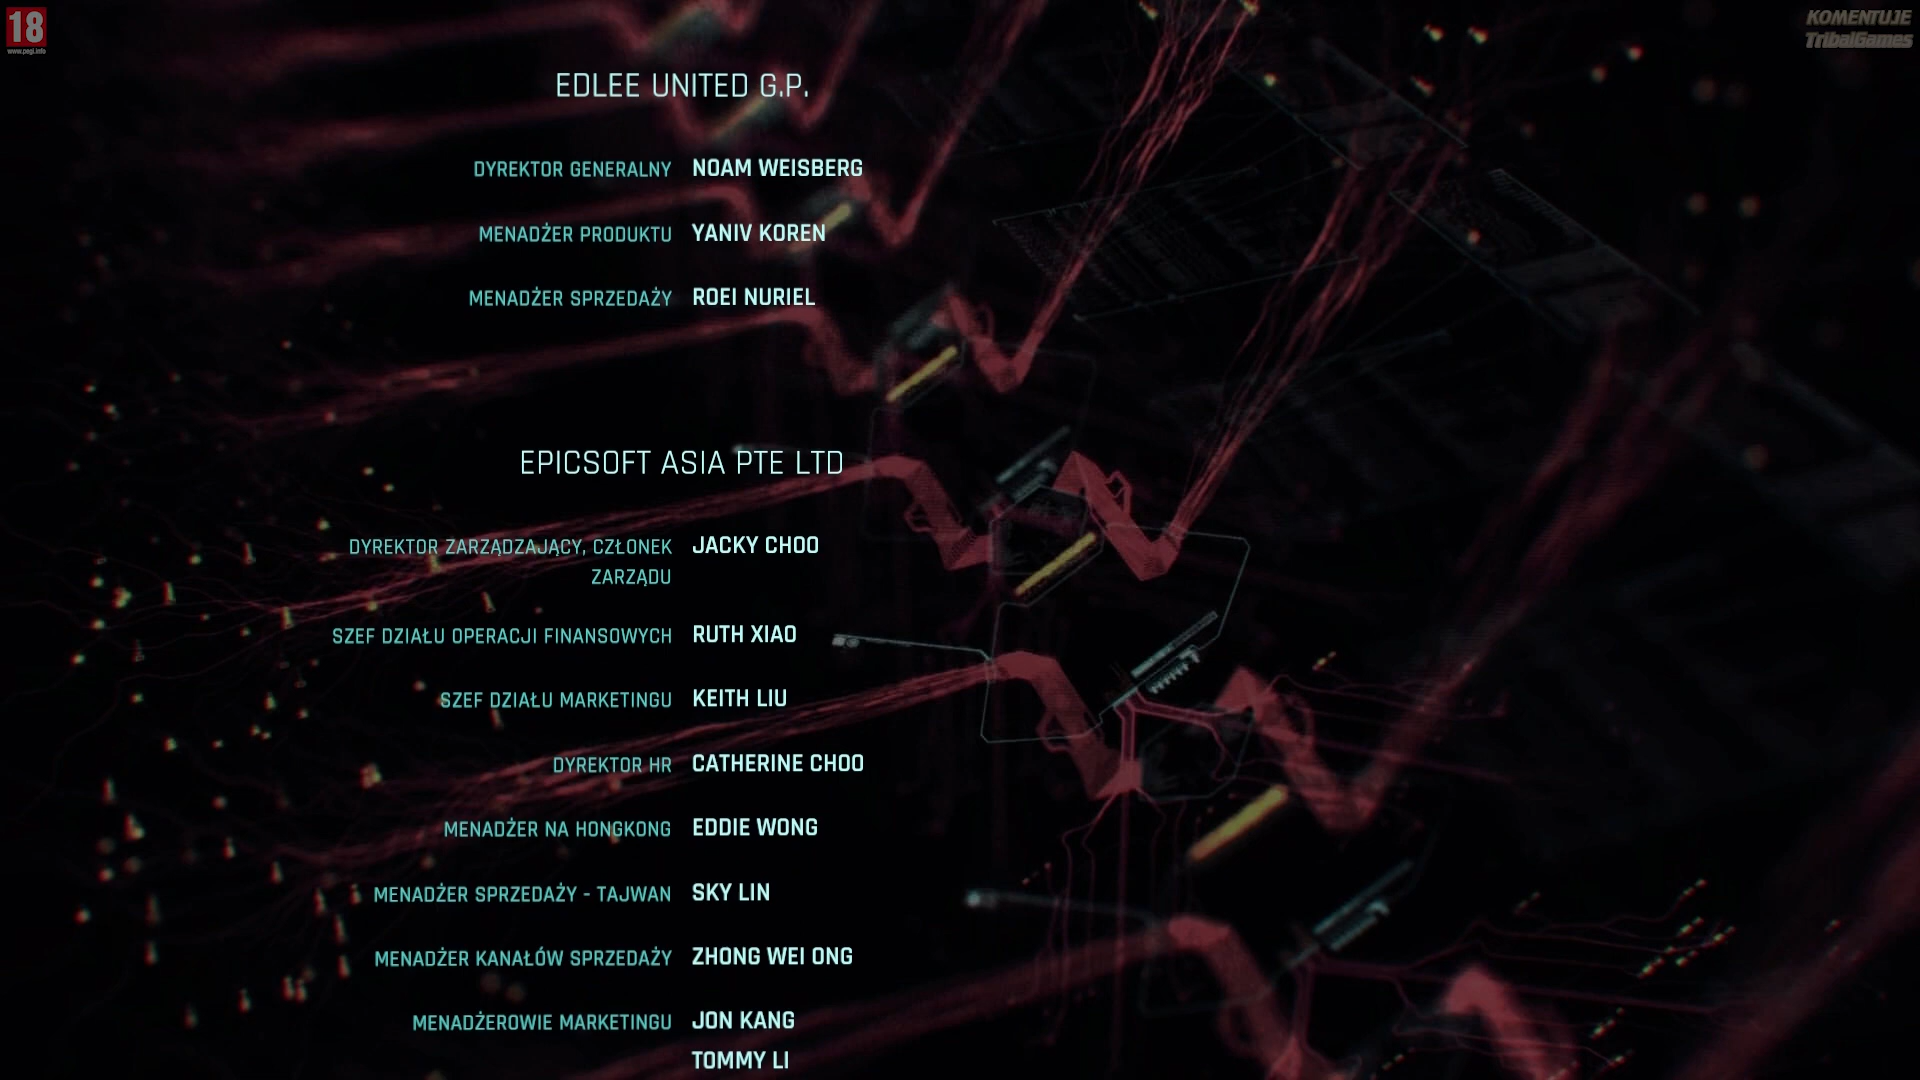 18
www.pegi.info
KOMENTUJE
TribalGames
EDLEE UNITED G.P.
DYREKTOR GENERALNY NOAM WEISBERG
MENADŻER PRODUKTU YANIV KOREN
MENADŻER SPRZEDAŻY ROEI NURIEL
EPICSOFT ASIA PTE LTD
DYREKTOR ZARZĄDZAJĄCY, CZŁONEK JACKY CHOO
ZARZĄDU
SZEF DZIAŁU OPERACJI FINANSOWYCH RUTH XIAO
SZEF DZIAŁU MARKETINGU KEITH LIU
DYREKTOR HR CATHERINE CHOO
MENADŻER NA HONGKONG EDDIE WONG
MENADŻER SPRZEDAŻY - TAJWAN SKY LIN
MENADŻER KANAŁÓW SPRZEDAŻY ZHONG WEI ONG
MENADŻEROWIE MARKETINGU JON KANG
TOMMY LI